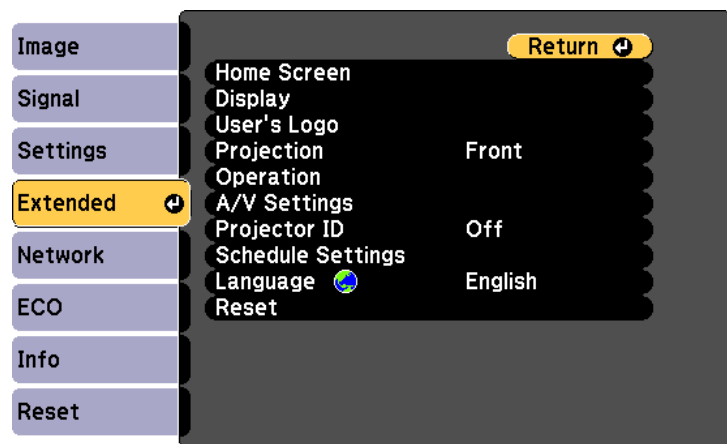 Image
Signal
Settings
Extended
Network
ECO
Info
Reset
Return
Home Screen
Display
User's Logo
Projection Front
Operation
A/V Settings
Projector ID Off
Schedule Settings
Language English
Reset